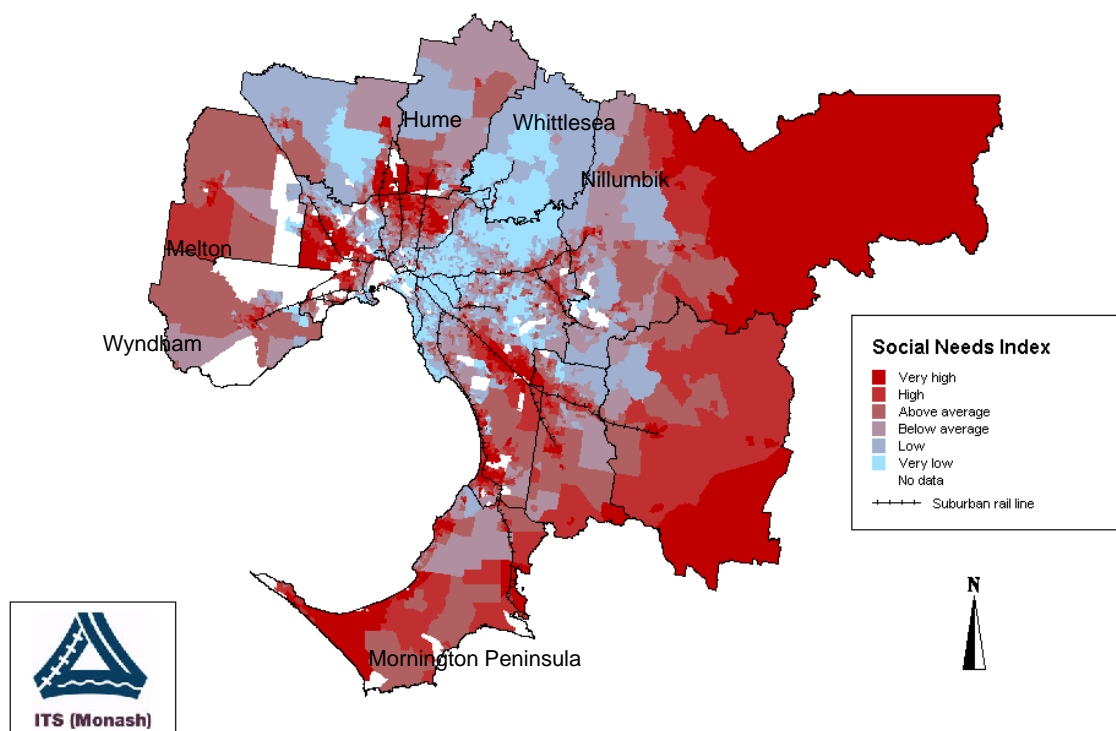 Hume
Whittlesea
Nillumbik
Melton
Wyndham
Mornington Peninsula
Social Needs Index
Very high
High
Above average
Below average
Low
Very low
No data
Suburban rail line
N
ITS (Monash)